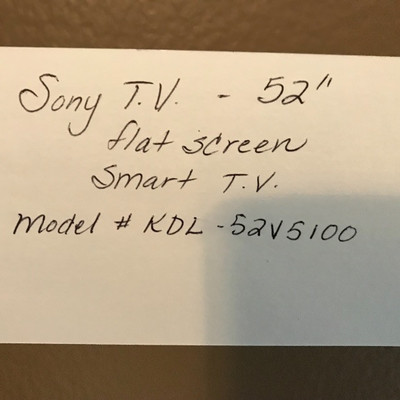 Sony T.V. - 52"
flat screen
Smart T.V.
Model # KDL-52V5100